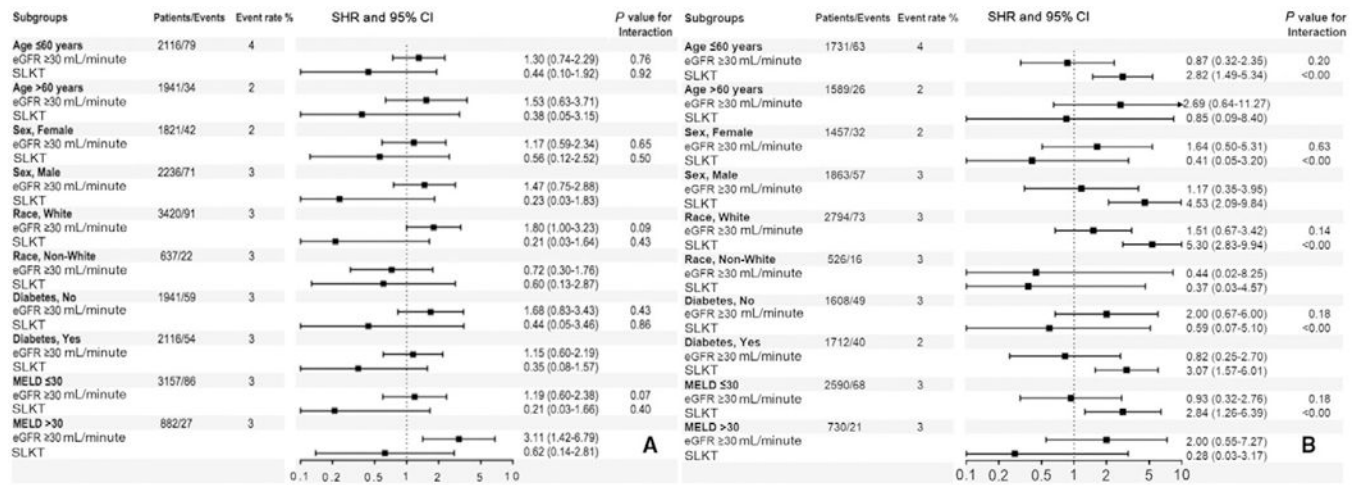 Subgroups Patients/Events Event rate % SHR and 95% CI P value for Interaction
Age ≤60 years 2116/79 4
eGFR ≥30 mL/minute 1.30 (0.74-2.29) 0.76
SLKT 0.44 (0.10-1.92) 0.92
Age >60 years 1941/34 2
eGFR ≥30 mL/minute 1.53 (0.63-3.71)
SLKT 0.38 (0.05-3.15)
Sex, Female 1821/42 2
eGFR ≥30 mL/minute 1.17 (0.59-2.34) 0.65
SLKT 0.56 (0.12-2.52) 0.50
Sex, Male 2236/71 3
eGFR ≥30 mL/minute 1.47 (0.75-2.88)
SLKT 0.23 (0.03-1.83)
Race, White 3420/91 3
eGFR ≥30 mL/minute 1.80 (1.00-3.23) 0.09
SLKT 0.21 (0.03-1.64) 0.43
Race, Non-White 637/22 3
eGFR ≥30 mL/minute 0.72 (0.30-1.76)
SLKT 0.60 (0.13-2.87)
Diabetes, No 1941/59 3
eGFR ≥30 mL/minute 1.68 (0.83-3.43) 0.43
SLKT 0.44 (0.05-3.46) 0.86
Diabetes, Yes 2116/54 3
eGFR ≥30 mL/minute 1.15 (0.60-2.19)
SLKT 0.35 (0.08-1.57)
MELD ≤30 3157/86 3
eGFR ≥30 mL/minute 1.19 (0.60-2.38) 0.07
SLKT 0.21 (0.03-1.66) 0.40
MELD >30 882/27 3
eGFR ≥30 mL/minute 3.11 (1.42-6.79)
SLKT 0.62 (0.14-2.81)
A
0.1 0.2 0.5 1 2 5 10
Subgroups Patients/Events Event rate % SHR and 95% CI P value for Interaction
Age ≤60 years 1731/63 4
eGFR ≥30 mL/minute 0.87 (0.32-2.35) 0.20
SLKT 2.82 (1.49-5.34) <0.00
Age >60 years 1589/26 2
eGFR ≥30 mL/minute 2.69 (0.64-11.27)
SLKT 0.85 (0.09-8.40)
Sex, Female 1457/32 2
eGFR ≥30 mL/minute 1.64 (0.50-5.31) 0.63
SLKT 0.41 (0.05-3.20) <0.00
Sex, Male 1863/57 3
eGFR ≥30 mL/minute 1.17 (0.35-3.95)
SLKT 4.53 (2.09-9.84)
Race, White 2794/73 3
eGFR ≥30 mL/minute 1.51 (0.67-3.42) 0.14
SLKT 5.30 (2.83-9.94) <0.00
Race, Non-White 526/16 3
eGFR ≥30 mL/minute 0.44 (0.02-8.25)
SLKT 0.37 (0.03-4.57)
Diabetes, No 1608/49 3
eGFR ≥30 mL/minute 2.00 (0.67-6.00) 0.18
SLKT 0.59 (0.07-5.10) <0.00
Diabetes, Yes 1712/40 2
eGFR ≥30 mL/minute 0.82 (0.25-2.70)
SLKT 3.07 (1.57-6.01)
MELD ≤30 2590/68 3
eGFR ≥30 mL/minute 0.93 (0.32-2.76) 0.18
SLKT 2.84 (1.26-6.39) <0.00
MELD >30 730/21 3
eGFR ≥30 mL/minute 2.00 (0.55-7.27)
SLKT 0.28 (0.03-3.17)
B
0.1 0.2 0.5 1 2 5 10